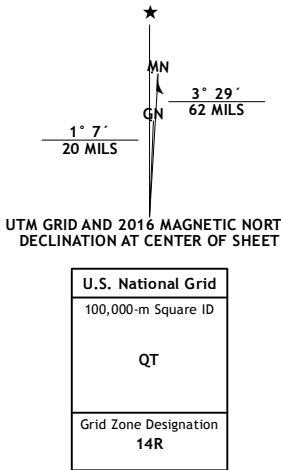 MN
3° 29´
62 MILS
GN
1° 7´
20 MILS
UTM GRID AND 2016 MAGNETIC NORT
DECLINATION AT CENTER OF SHEET
U.S. National Grid
100,000-m Square ID
QT
Grid Zone Designation
14R